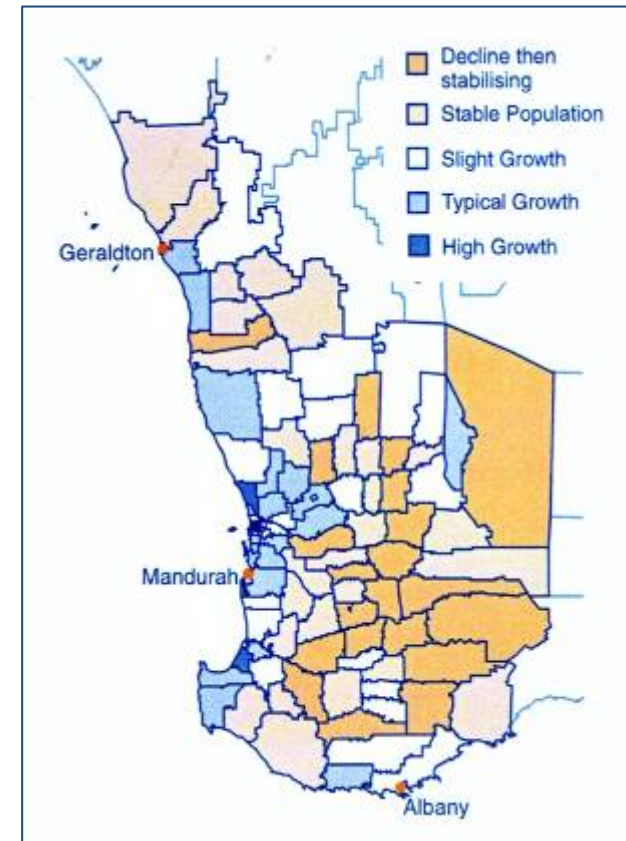 Decline then
stabilising
Stable Population
Slight Growth
Typical Growth
High Growth
Geraldton
Mandurah
Albany